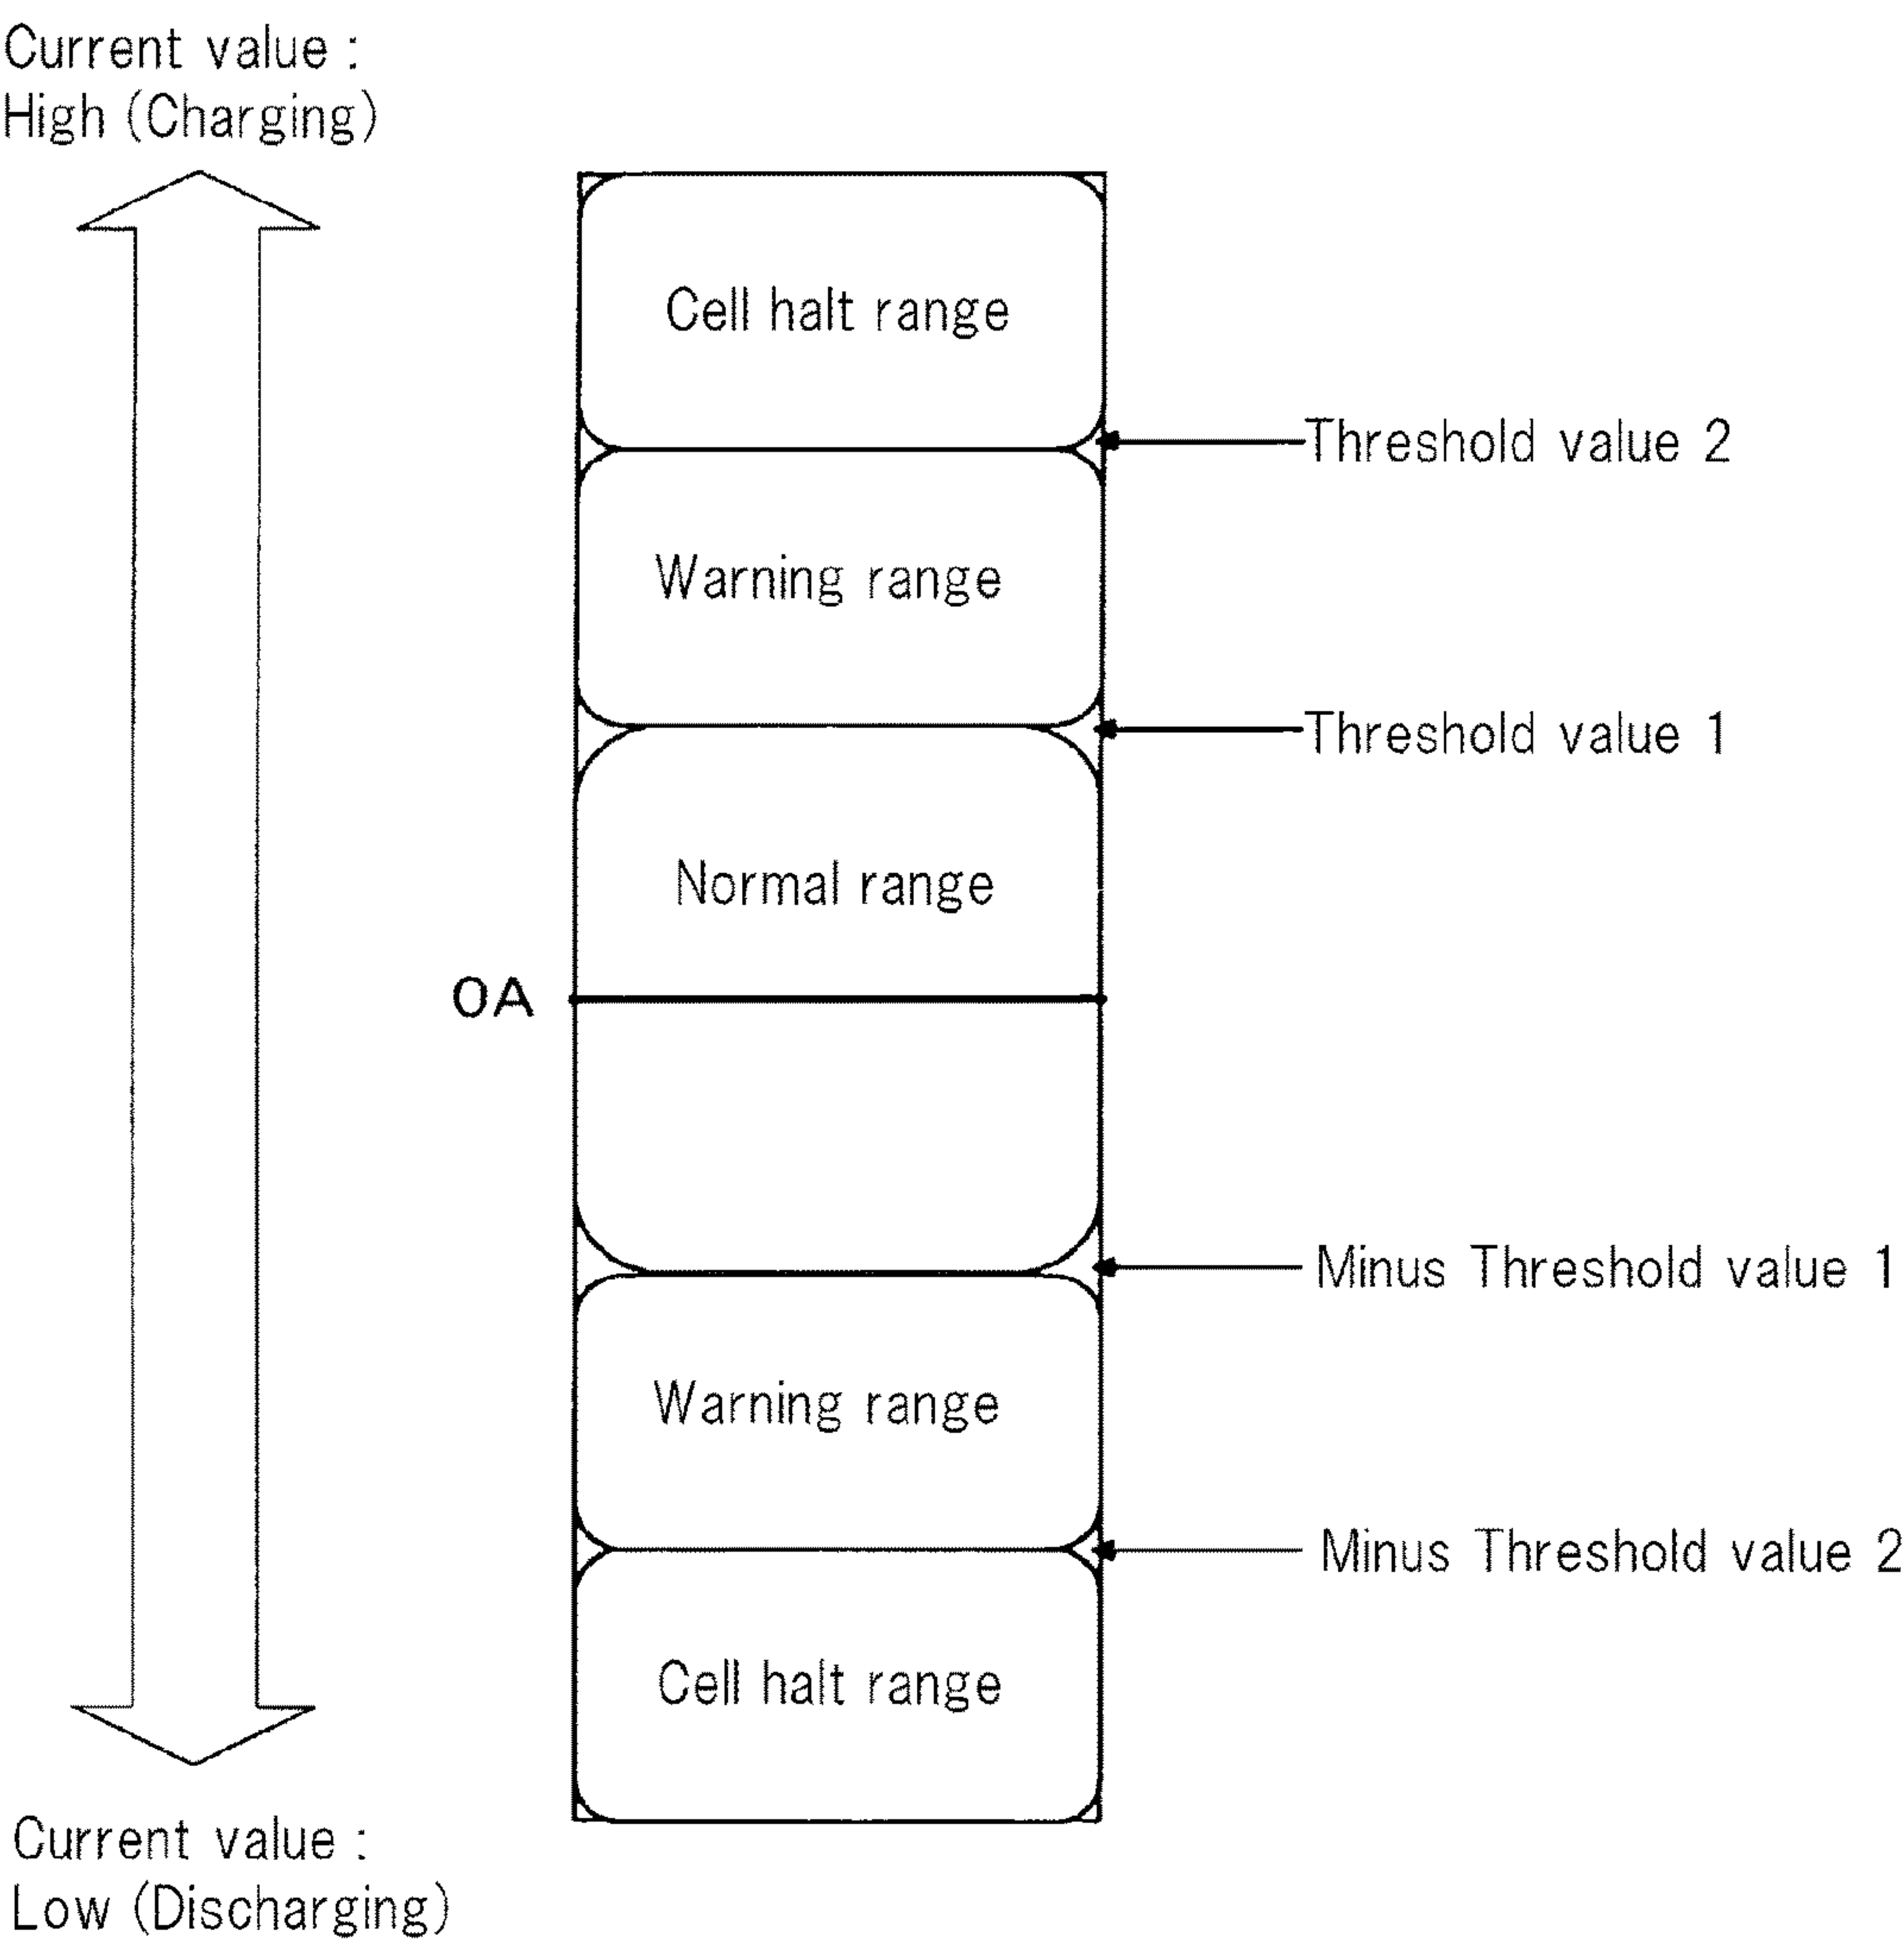 Current value :
High (Charging)
Cell halt range
Threshold value 2
Warning range
Threshold value 1
Normal range
0A
Minus Threshold value 1
Warning range
Minus Threshold value 2
Cell halt range
Current value :
Low (Discharging)